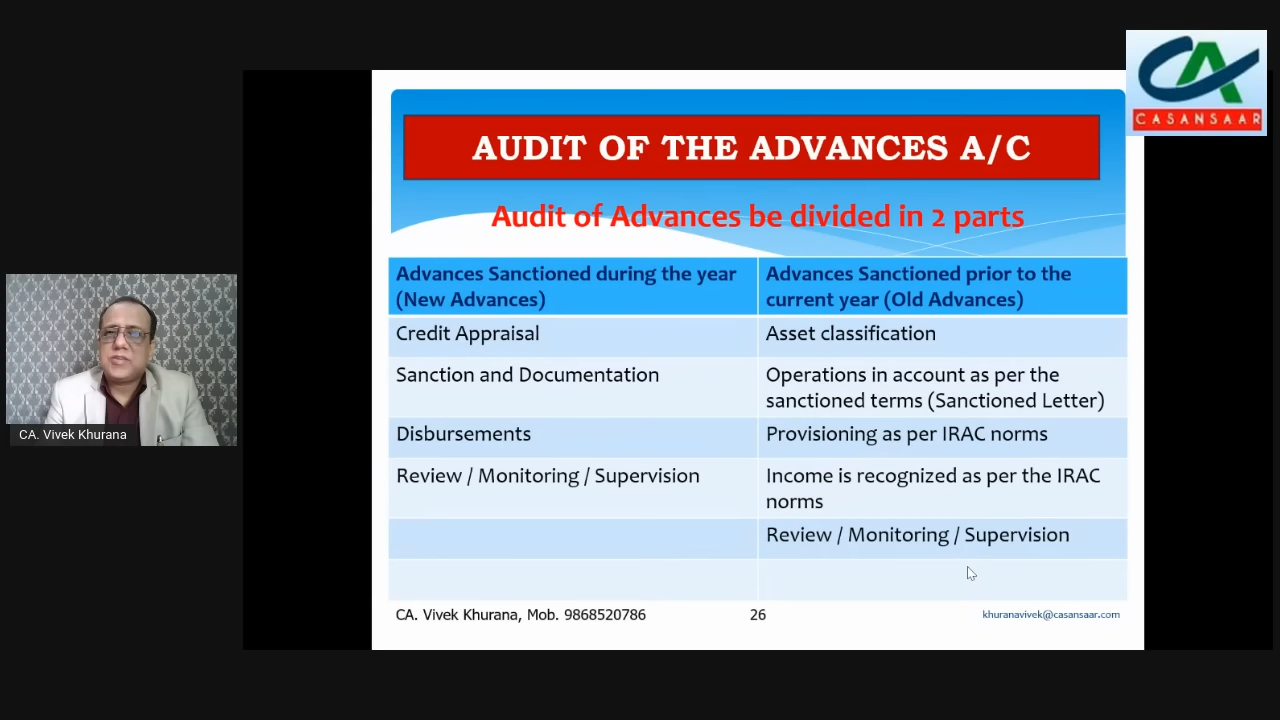 CASANSAAR
AUDIT OF THE ADVANCES A/C
Audit of Advances be divided in 2 parts
Advances Sanctioned during the year
(New Advances)
Advances Sanctioned prior to the
current year (Old Advances)
Credit Appraisal
Asset classification
Sanction and Documentation
Operations in account as per the
sanctioned terms (Sanctioned Letter)
Disbursements
Provisioning as per IRAC norms
Review / Monitoring / Supervision
Income is recognized as per the IRAC
norms
Review / Monitoring / Supervision
CA. Vivek Khurana, Mob. 9868520786
26
khuranavivek@casansaar.com
CA. Vivek Khurana